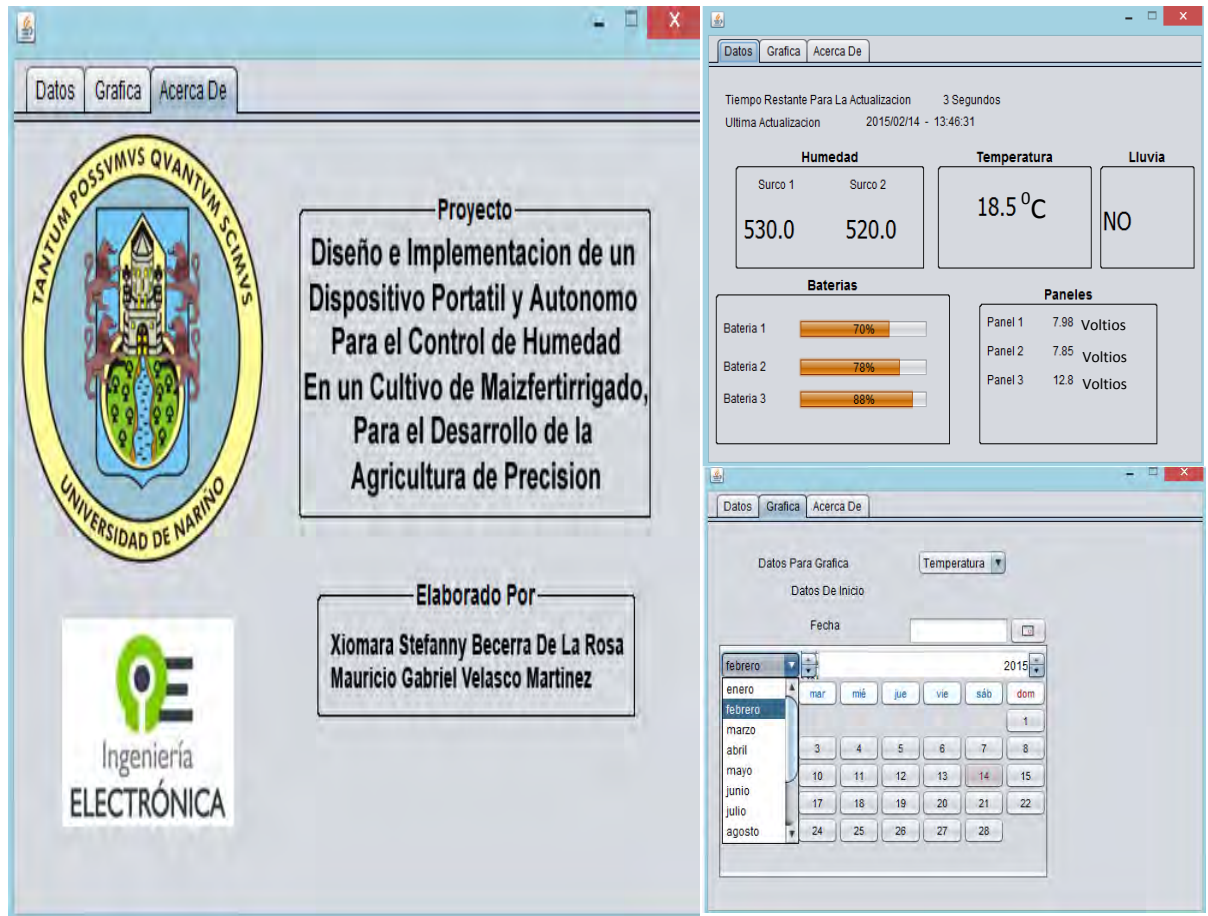 Datos Grafica Acerca De
TANTUM POSSVMVS QVANTVM SCIMVS
UNIVERSIDAD DE NARIÑO
Proyecto
Diseño e Implementacion de un
Dispositivo Portatil y Autonomo
Para el Control de Humedad
En un Cultivo de Maizfertirrigado,
Para el Desarrollo de la
Agricultura de Precision
Elaborado Por
Xiomara Stefanny Becerra De La Rosa
Mauricio Gabriel Velasco Martinez
Ingeniería
ELECTRÓNICA
Datos Grafica Acerca De
Tiempo Restante Para La Actualizacion 3 Segundos
Ultima Actualizacion 2015/02/14 - 13:46:31
Humedad Temperatura Lluvia
Surco 1 Surco 2
530.0 520.0 18.5 ⁰C NO
Baterias Paneles
Bateria 1 70% Panel 1 7.98 Voltios
Bateria 2 78% Panel 2 7.85 Voltios
Bateria 3 88% Panel 3 12.8 Voltios
Datos Grafica Acerca De
Datos Para Grafica Temperatura
Datos De Inicio
Fecha
febrero 2015
enero mar mié jue vie sáb dom
febrero 1
marzo
abril 3 4 5 6 7 8
mayo 10 11 12 13 14 15
junio
julio 17 18 19 20 21 22
agosto 24 25 26 27 28